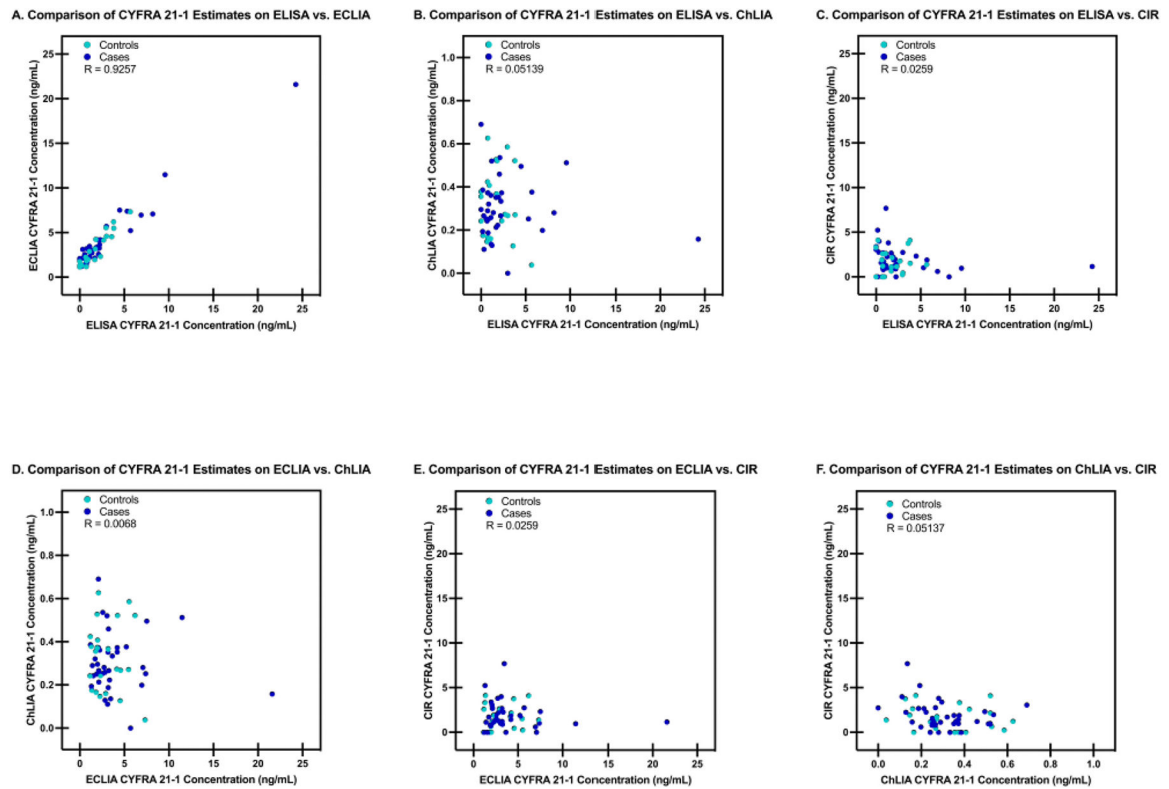 A. Comparison of CYFRA 21-1 Estimates on ELISA vs. ECLIA
Controls
Cases
R = 0.9257
25
20
15
10
5
0
0 5 10 15 20 25
ECLIA CYFRA 21-1 Concentration (ng/mL)
ELISA CYFRA 21-1 Concentration (ng/mL)
B. Comparison of CYFRA 21-1 Estimates on ELISA vs. ChLIA
Controls
Cases
R = 0.05139
1.0
0.8
0.6
0.4
0.2
0.0
0 5 10 15 20 25
ChLIA CYFRA 21-1 Concentration (ng/mL)
ELISA CYFRA 21-1 Concentration (ng/mL)
C. Comparison of CYFRA 21-1 Estimates on ELISA vs. CIR
Controls
Cases
R = 0.0259
25
20
15
10
5
0
0 5 10 15 20 25
CIR CYFRA 21-1 Concentration (ng/mL)
ELISA CYFRA 21-1 Concentration (ng/mL)
D. Comparison of CYFRA 21-1 Estimates on ECLIA vs. ChLIA
Controls
Cases
R = 0.0068
1.0
0.8
0.6
0.4
0.2
0.0
0 5 10 15 20 25
ChLIA CYFRA 21-1 Concentration (ng/mL)
ECLIA CYFRA 21-1 Concentration (ng/mL)
E. Comparison of CYFRA 21-1 Estimates on ECLIA vs. CIR
Controls
Cases
R = 0.0259
25
20
15
10
5
0
0 5 10 15 20 25
CIR CYFRA 21-1 Concentration (ng/mL)
ECLIA CYFRA 21-1 Concentration (ng/mL)
F. Comparison of CYFRA 21-1 Estimates on ChLIA vs. CIR
Controls
Cases
R = 0.05137
25
20
15
10
5
0
0.0 0.2 0.4 0.6 0.8 1.0
CIR CYFRA 21-1 Concentration (ng/mL)
ChLIA CYFRA 21-1 Concentration (ng/mL)